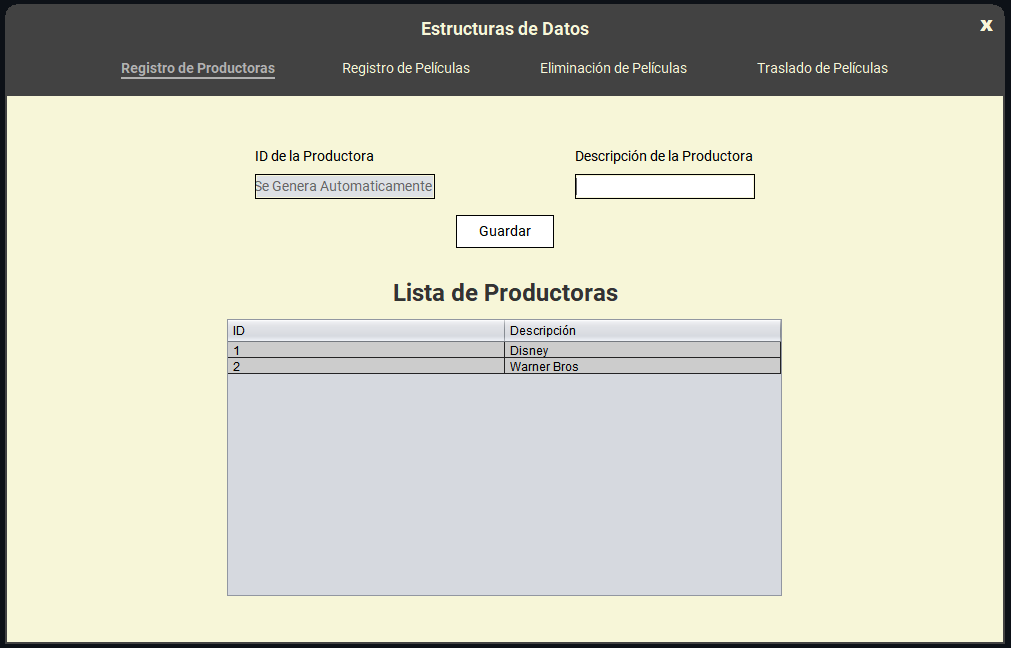 Estructuras de Datos
x
Registro de Productoras
Registro de Películas
Eliminación de Películas
Traslado de Películas
ID de la Productora
Descripción de la Productora
Se Genera Automaticamente
Guardar
Lista de Productoras
ID Descripción
1 Disney
2 Warner Bros